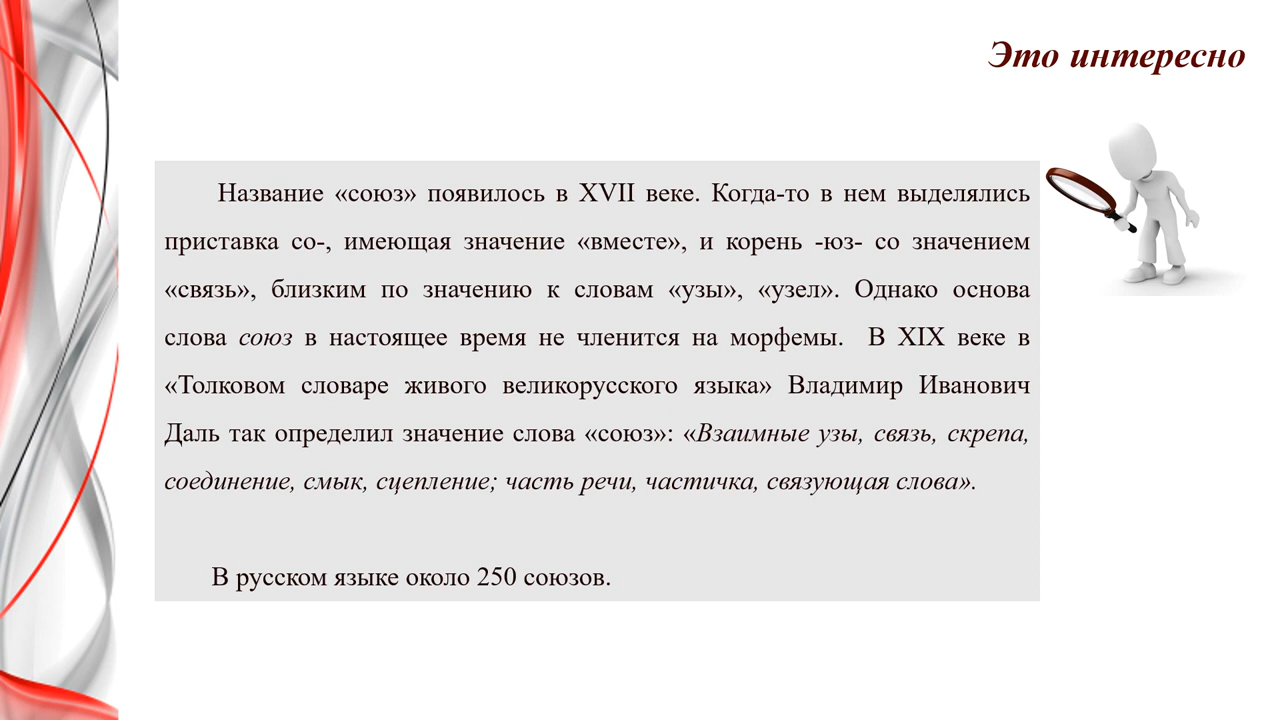 Это интересно
Название «союз» появилось в XVII веке. Когда-то в нем выделялись
приставка со-, имеющая значение «вместе», и корень -юз- со значением
«связь», близким по значению к словам «узы», «узел». Однако основа
слова союз в настоящее время не членится на морфемы. В XIX веке в
«Толковом словаре живого великорусского языка» Владимир Иванович
Даль так определил значение слова «союз»: «Взаимные узы, связь, скрепа,
соединение, смык, сцепление; часть речи, частичка, связующая слова».
В русском языке около 250 союзов.